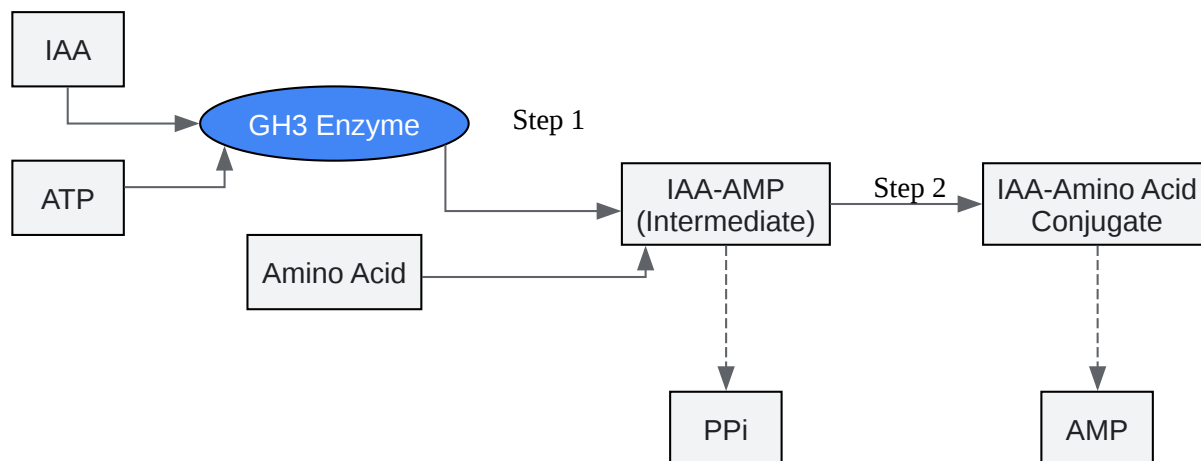 IAA
GH3 Enzyme
Step 1
ATP
IAA-AMP
(Intermediate)
Step 2
IAA-Amino Acid
Conjugate
Amino Acid
PPi
AMP